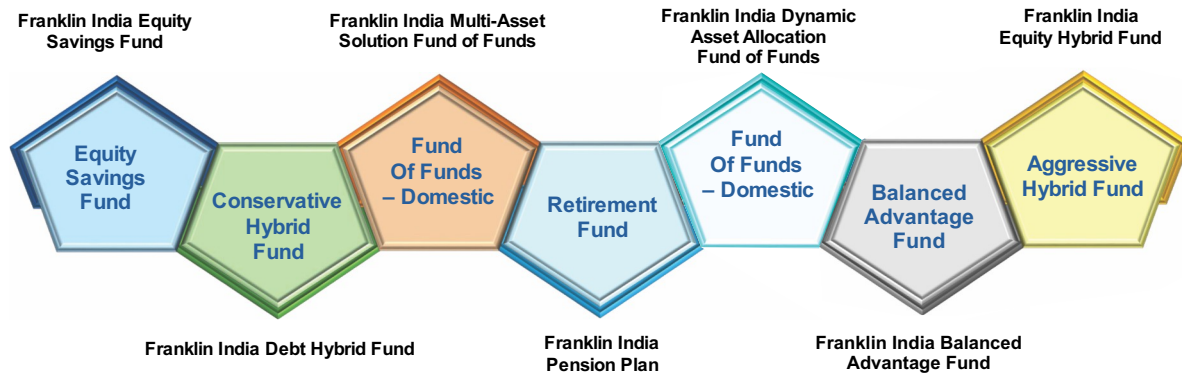 Franklin India Equity
Savings Fund
Franklin India Multi-Asset
Solution Fund of Funds
Franklin India Dynamic
Asset Allocation
Fund of Funds
Franklin India
Equity Hybrid Fund
Equity
Savings
Fund
Conservative
Hybrid
Fund
Fund
Of Funds
– Domestic
Retirement
Fund
Fund
Of Funds
– Domestic
Balanced
Advantage
Fund
Aggressive
Hybrid Fund
Franklin India Debt Hybrid Fund
Franklin India
Pension Plan
Franklin India Balanced
Advantage Fund